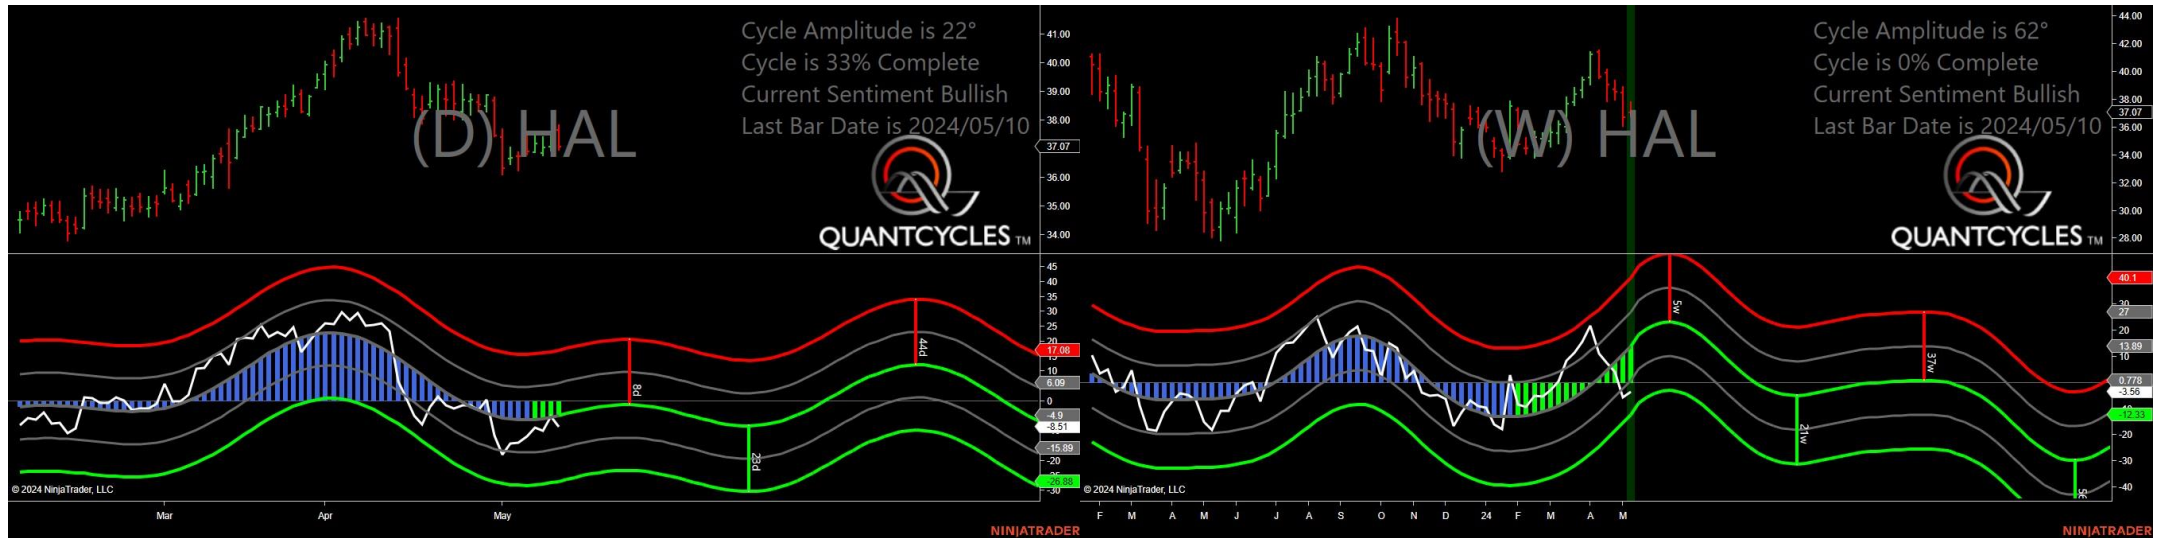 Cycle Amplitude is 22°
Cycle is 33% Complete
Current Sentiment Bullish
Last Bar Date is 2024/05/10
(D) HAL
QUANTCYCLES TM
41.00
40.00
39.00
38.00
37.07
36.00
35.00
34.00
45
40
35
30
25
20
17.08
10
6.09
0
-4.9
-8.51
-15.89
-20
-26.88
-30
8d
23d
44d
© 2024 NinjaTrader, LLC
Mar Apr May
NINJATRADER
Cycle Amplitude is 62°
Cycle is 0% Complete
Current Sentiment Bullish
Last Bar Date is 2024/05/10
(W) HAL
QUANTCYCLES TM
44.00
42.00
40.00
38.00
37.07
36.00
34.00
32.00
30.00
28.00
40.1
30
27
20
13.89
10
0.778
-3.56
-12.33
-20
-30
-40
5w
21w
37w
© 2024 NinjaTrader, LLC
F M A M J J A S O N D 24 F M A M
NINJATRADER